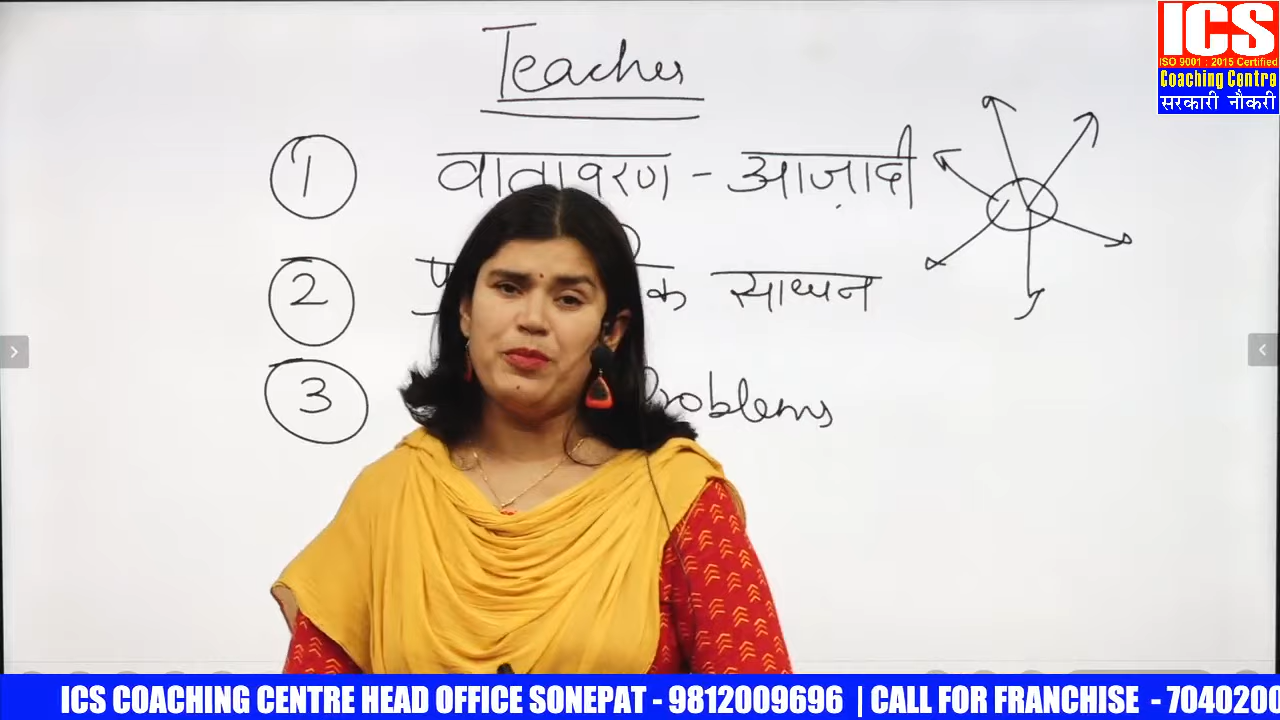 Teacher
ICS
ISO 9001 : 2015 Certified
Coaching Centre
सरकारी नौकरी
1 वातावरण - आज़ादी
2 साधन
3 Problems
ICS COACHING CENTRE HEAD OFFICE SONEPAT - 9812009696 | CALL FOR FRANCHISE - 7040200